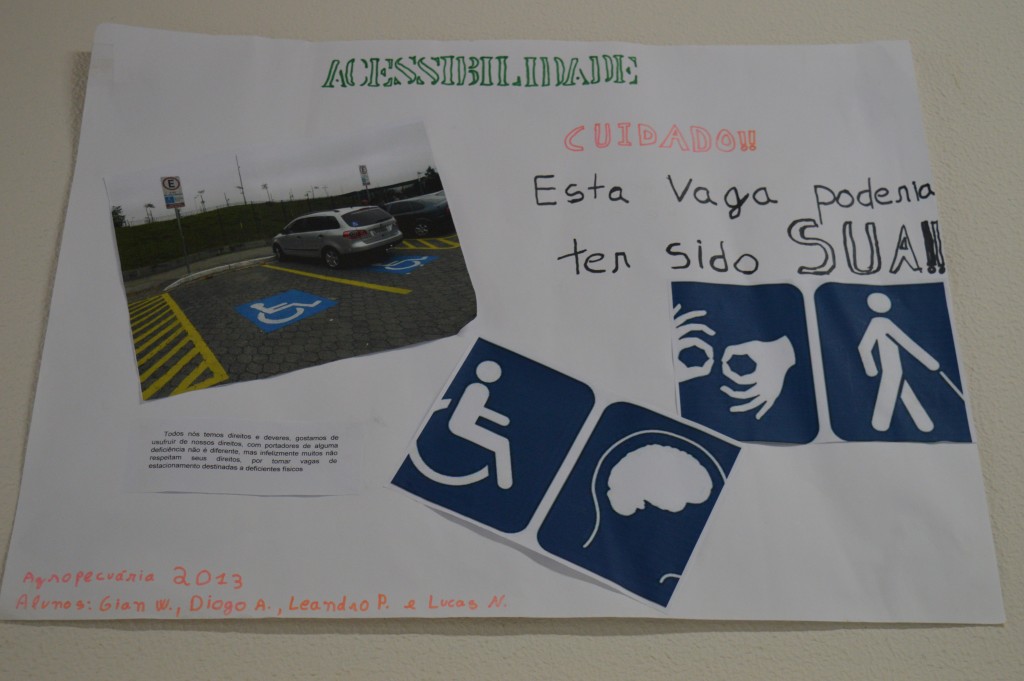 ACESSIBILIDADE
CUIDADO!!
Esta vaga poderia
ter sido SUA!!
E
Todos nós temos direitos e devares, gostamos de
usufruir de nossos direitos, com portadores de alguma
deficiência não è diferente, mas infelizmente muitos não
respeitam seus direitos, por tomar vagas de
estacionamento destinadas a deficientes físicos
Agropecuária 2013
Alunos: Gian W., Diogo A., Leandro P. e Lucas N.